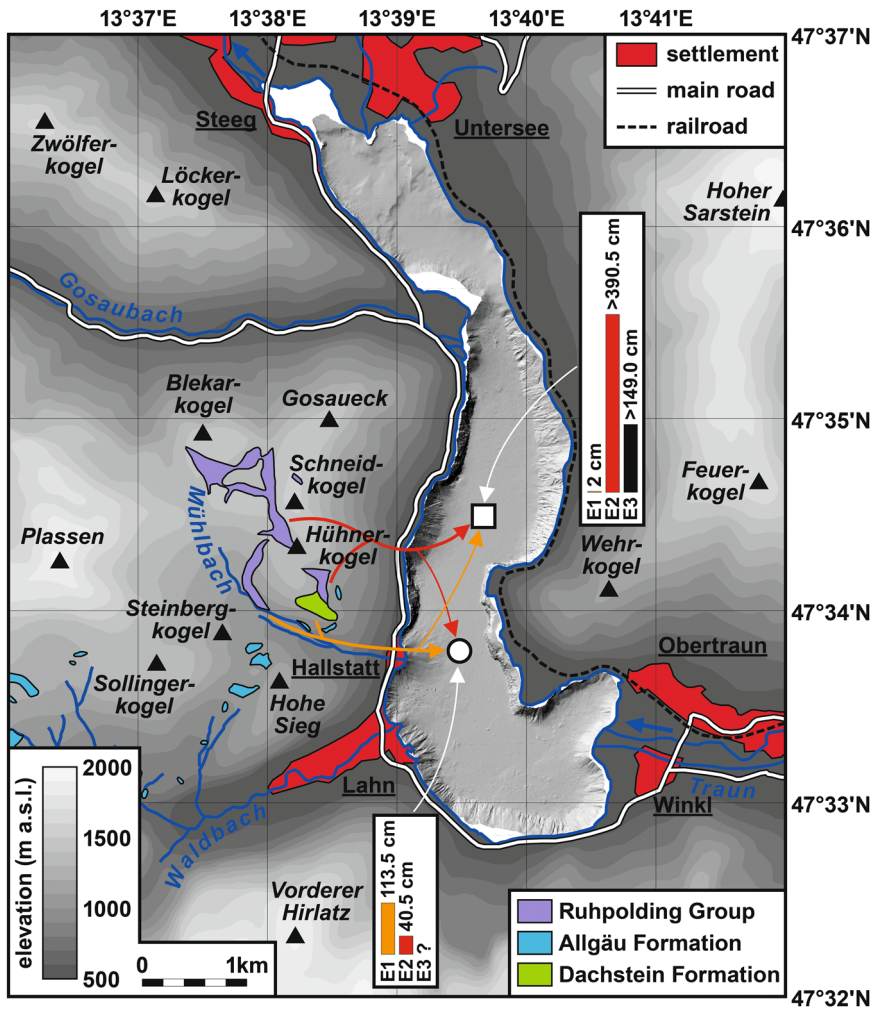 13°37'E
13°38'E
13°39'E
13°40'E
13°41'E
47°37'N
settlement
main road
railroad
Steeg
Untersee
Zwölfer-
kogel
Löcker-
kogel
Hoher
Sarstein
47°36'N
Gosaubach
E1 2 cm
E2 >390.5 cm
E3 >149.0 cm
Blekar-
kogel
Gosaueck
47°35'N
Schneid-
kogel
Feuer-
kogel
Mühlbach
Plassen
Hühner-
kogel
Wehr-
kogel
47°34'N
Steinberg-
kogel
Obertraun
Hallstatt
Sollinger-
kogel
Hohe
Sieg
elevation (m a.s.l.)
2000
1500
1000
500
Lahn
Traun
Winkl
47°33'N
Waldbach
E1 113.5 cm
E2 40.5 cm
E3 ?
Vorderer
Hirlatz
Ruhpolding Group
Allgäu Formation
Dachstein Formation
0 1km
47°32'N